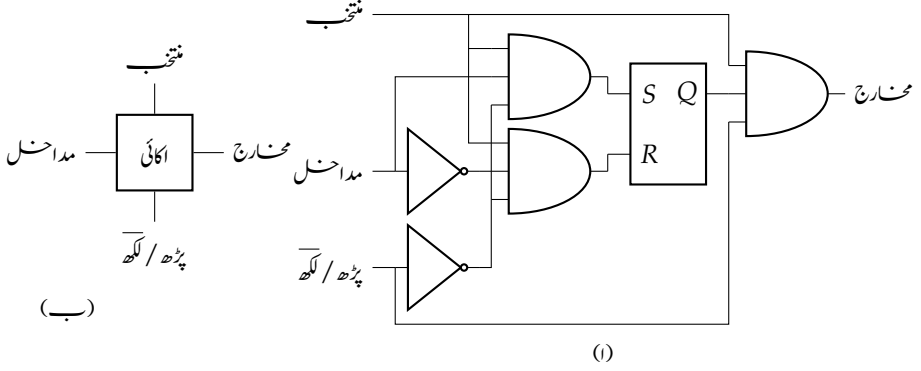 منتخب
S Q
مخارج
R
مداخل
پڑھ / لکھ̅
(ا)
منتخب
مداخل
اکائی
مخارج
پڑھ / لکھ̅
(ب)